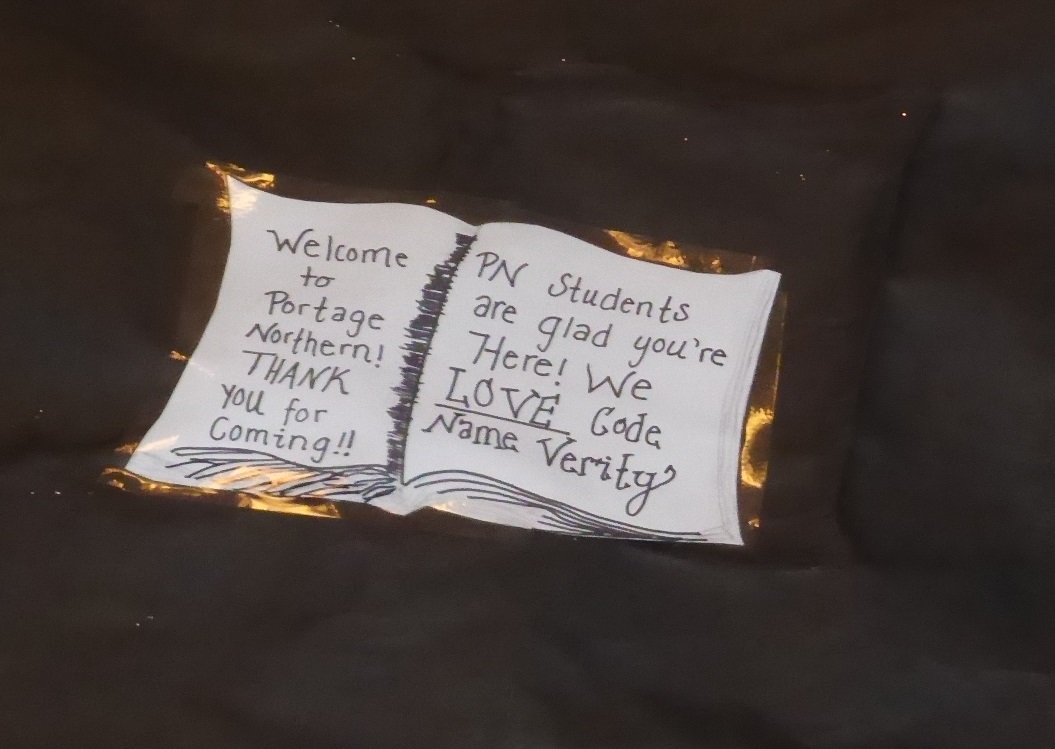 Welcome
to
Portage
Northern!
THANK
you for
Coming!!
PN Students
are glad you're
Here! We
LOVE Code
Name Verity